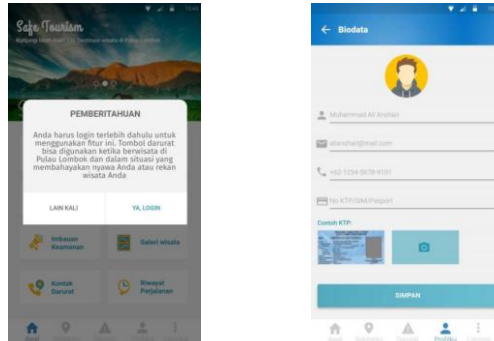 Safe Tourism
PEMBERITAHUAN
Anda harus login terlebih dahulu untuk
menggunakan fitur ini. Tombol darurat
bisa digunakan ketika berwisata di
Pulau Lombok dan dalam situasi yang
membahayakan nyawa Anda atau rekan
wisata Anda
LAIN KALI
YA, LOGIN
Imbauan
Keamanan
Galeri wisata
Kontak
Darurat
Riwayat
Perjalanan
Biodata
Muhammad Ali Anshari
+62-1234-5678-9101
No KTP/SIM/Pasport
Contoh KTP:
SIMPAN
Profilku